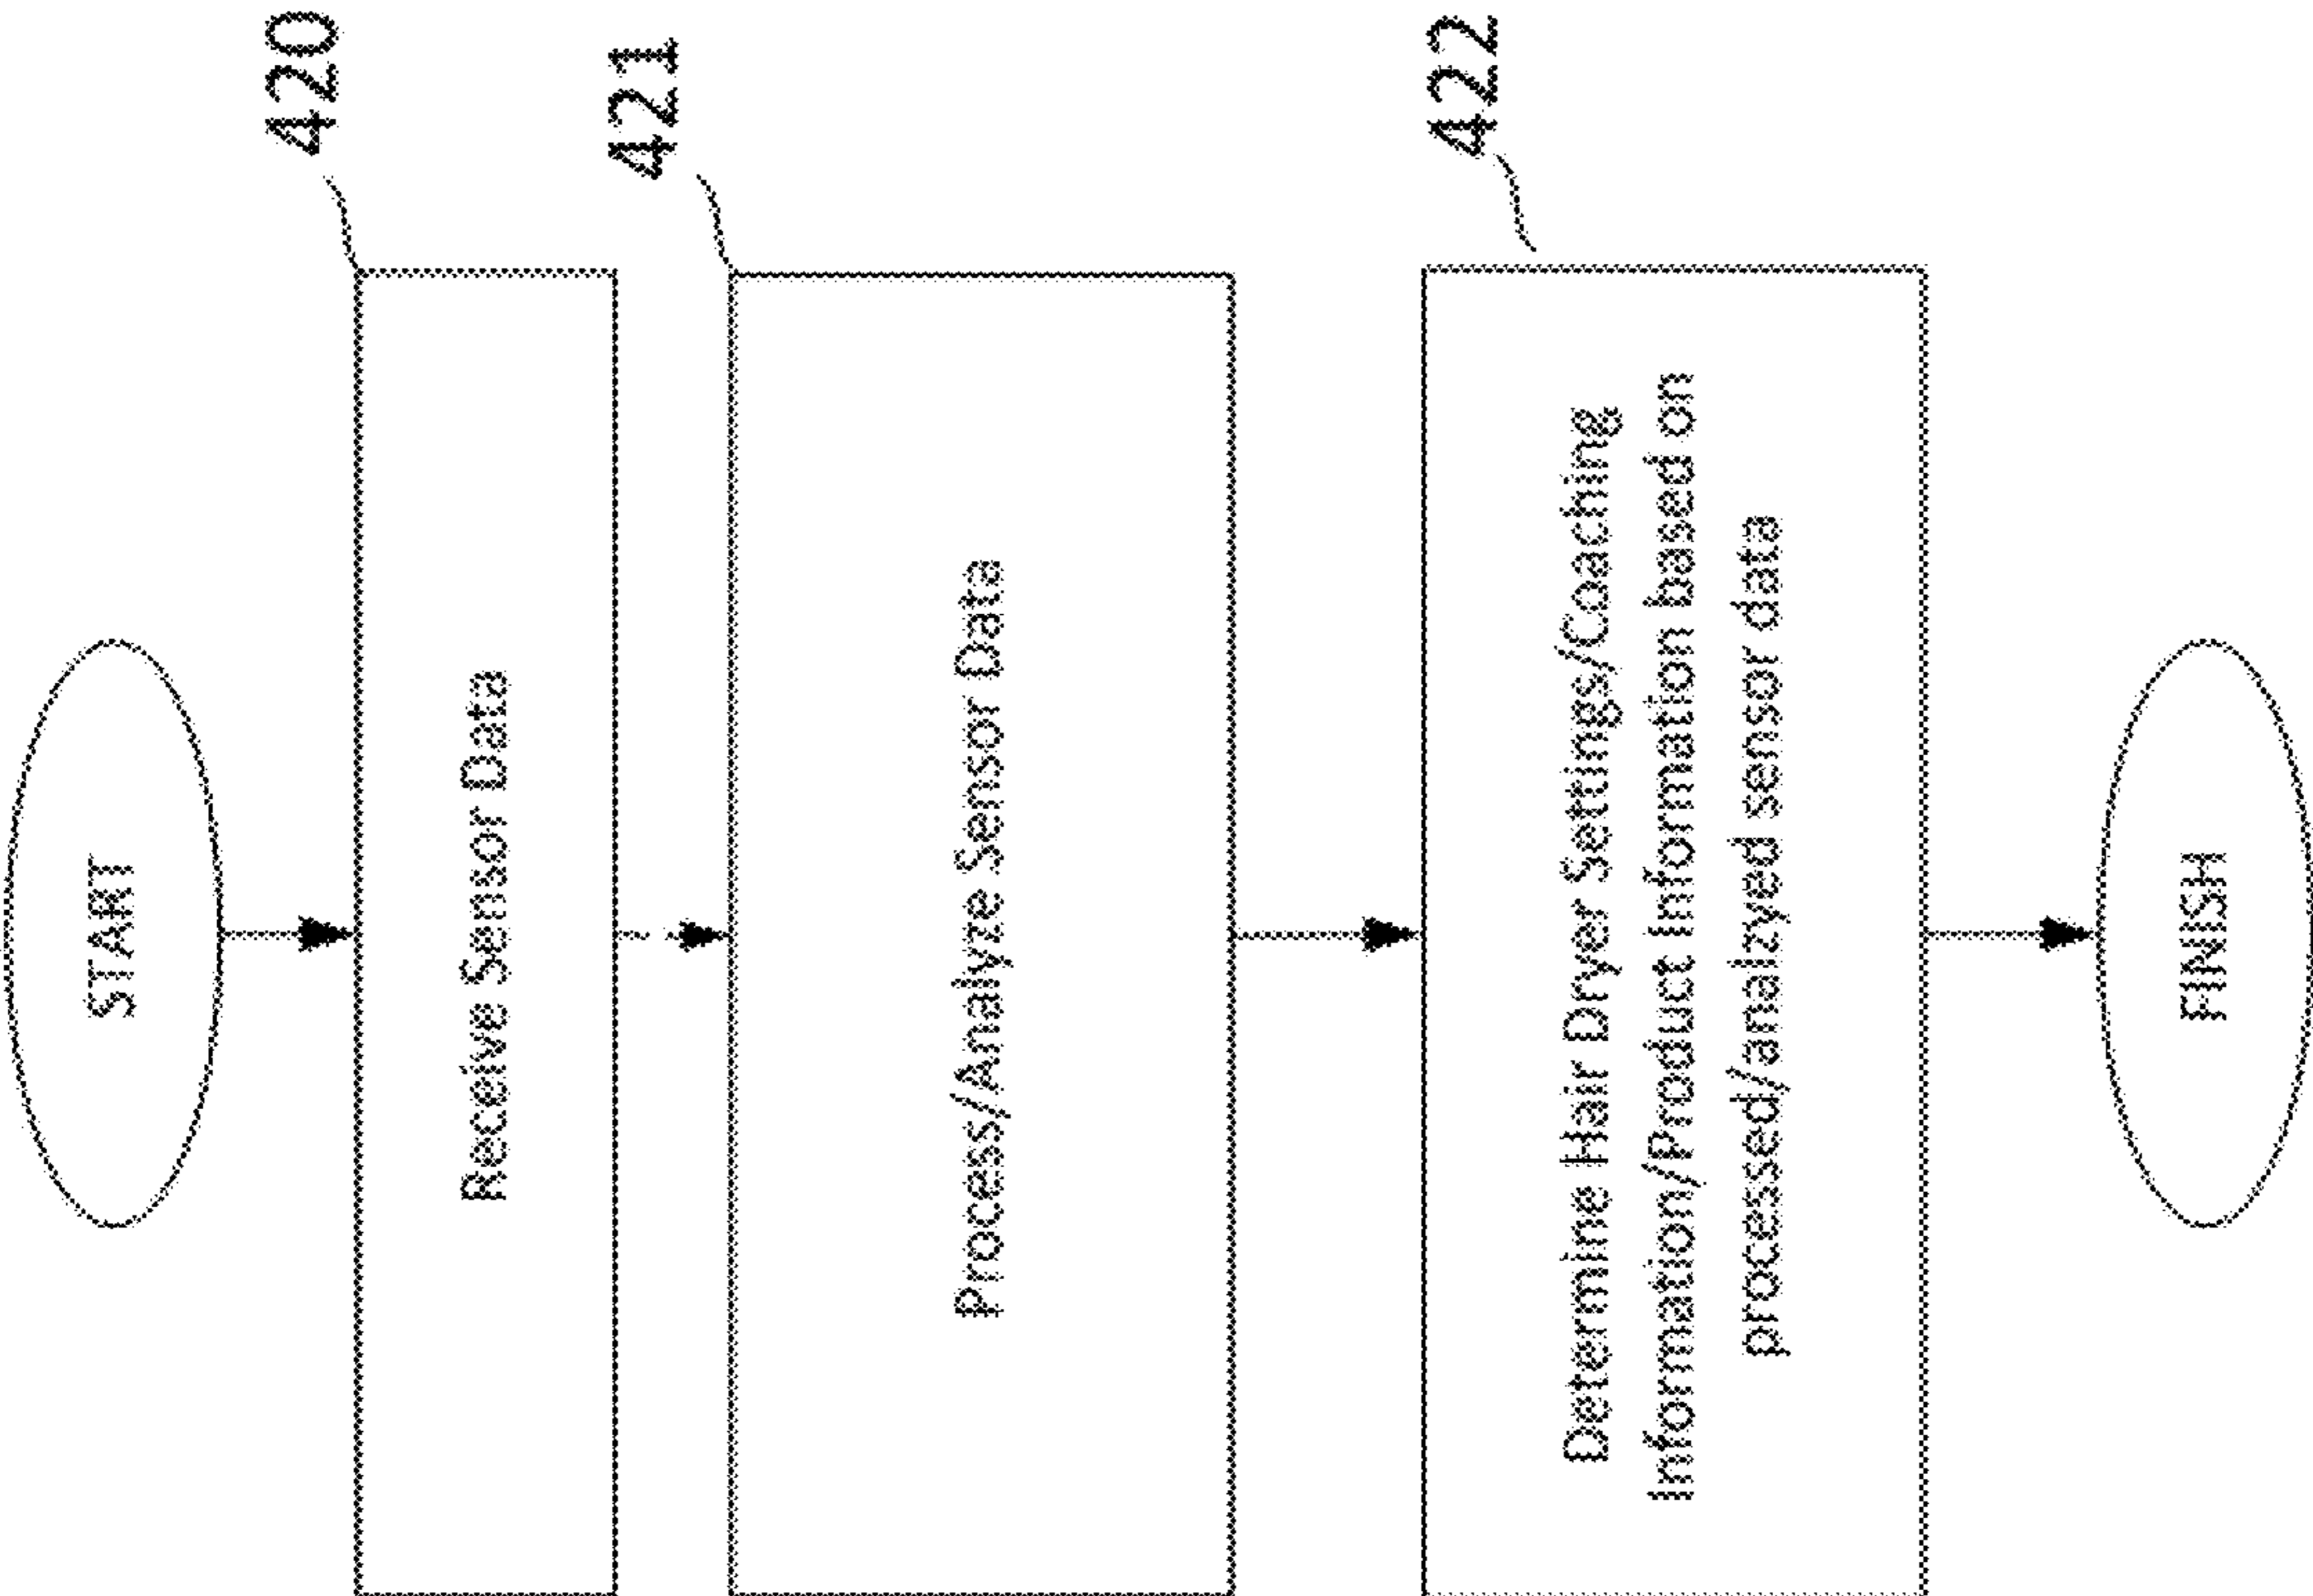 START
420
Receive Sensor Data
421
Process/Analyze Sensor Data
422
Determine Hair Dryer Settings/Coaching
Information/Product Information based on
processed/analzyed sensor data
FINISH